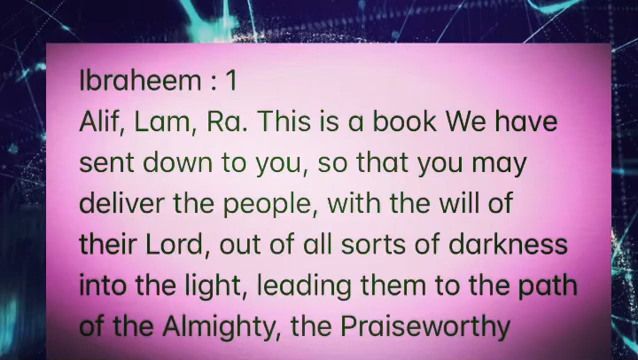 Ibraheem : 1
Alif, Lam, Ra. This is a book We have
sent down to you, so that you may
deliver the people, with the will of
their Lord, out of all sorts of darkness
into the light, leading them to the path
of the Almighty, the Praiseworthy